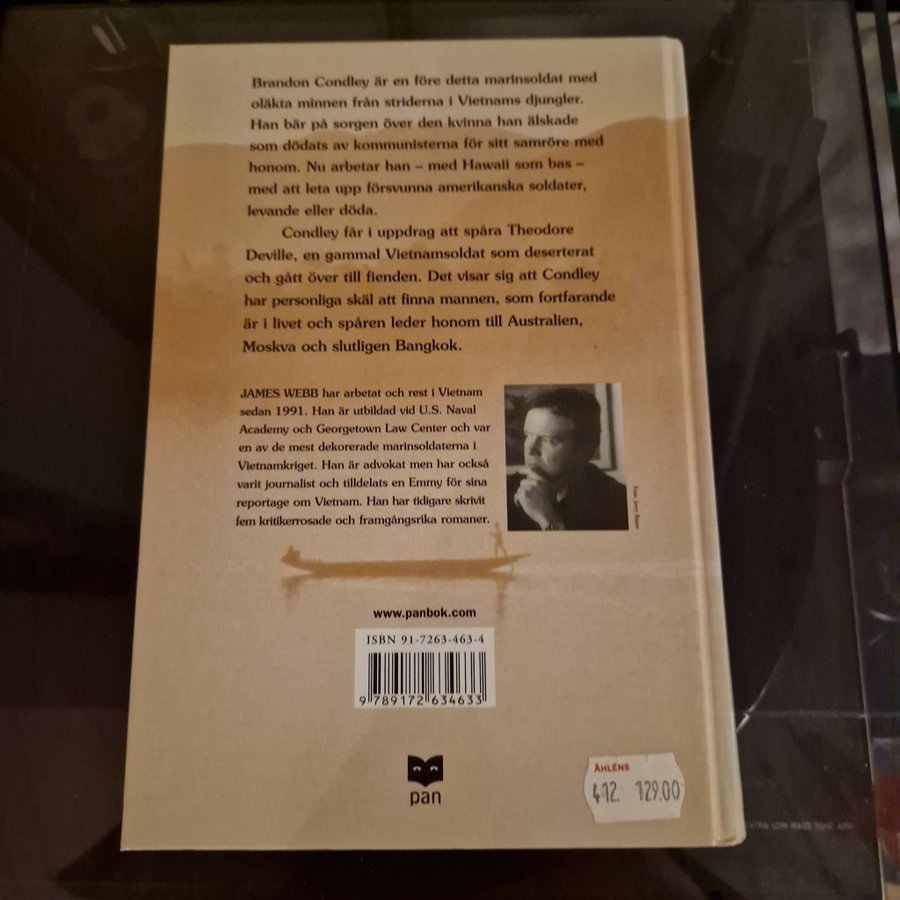 Brandon Condley är en före detta marinsoldat med
oläkta minnen från striderna i Vietnams djungler.
Han bär på sorgen över den kvinna han älskade
som dödats av kommunisterna för sitt samröre med
honom. Nu arbetar han – med Hawaii som bas –
med att leta upp försvunna amerikanska soldater,
levande eller döda.
Condley får i uppdrag att spåra Theodore
Deville, en gammal Vietnamsoldat som deserterat
och gått över till fienden. Det visar sig att Condley
har personliga skäl att finna mannen, som fortfarande
är i livet och spåren leder honom till Australien,
Moskva och slutligen Bangkok.
JAMES WEBB har arbetat och rest i Vietnam
sedan 1991. Han är utbildad vid U.S. Naval
Academy och Georgetown Law Center och var
en av de mest dekorerade marinsoldaterna i
Vietnamkriget. Han är advokat men har också
varit journalist och tilldelats en Emmy för sina
reportage om Vietnam. Han har tidigare skrivit
fem kritikerrosade och framgångsrika romaner.
www.panbok.com
ISBN 91-7263-463-4
9 789172 634633
pan
ÅHLÉNS
412. 129.00